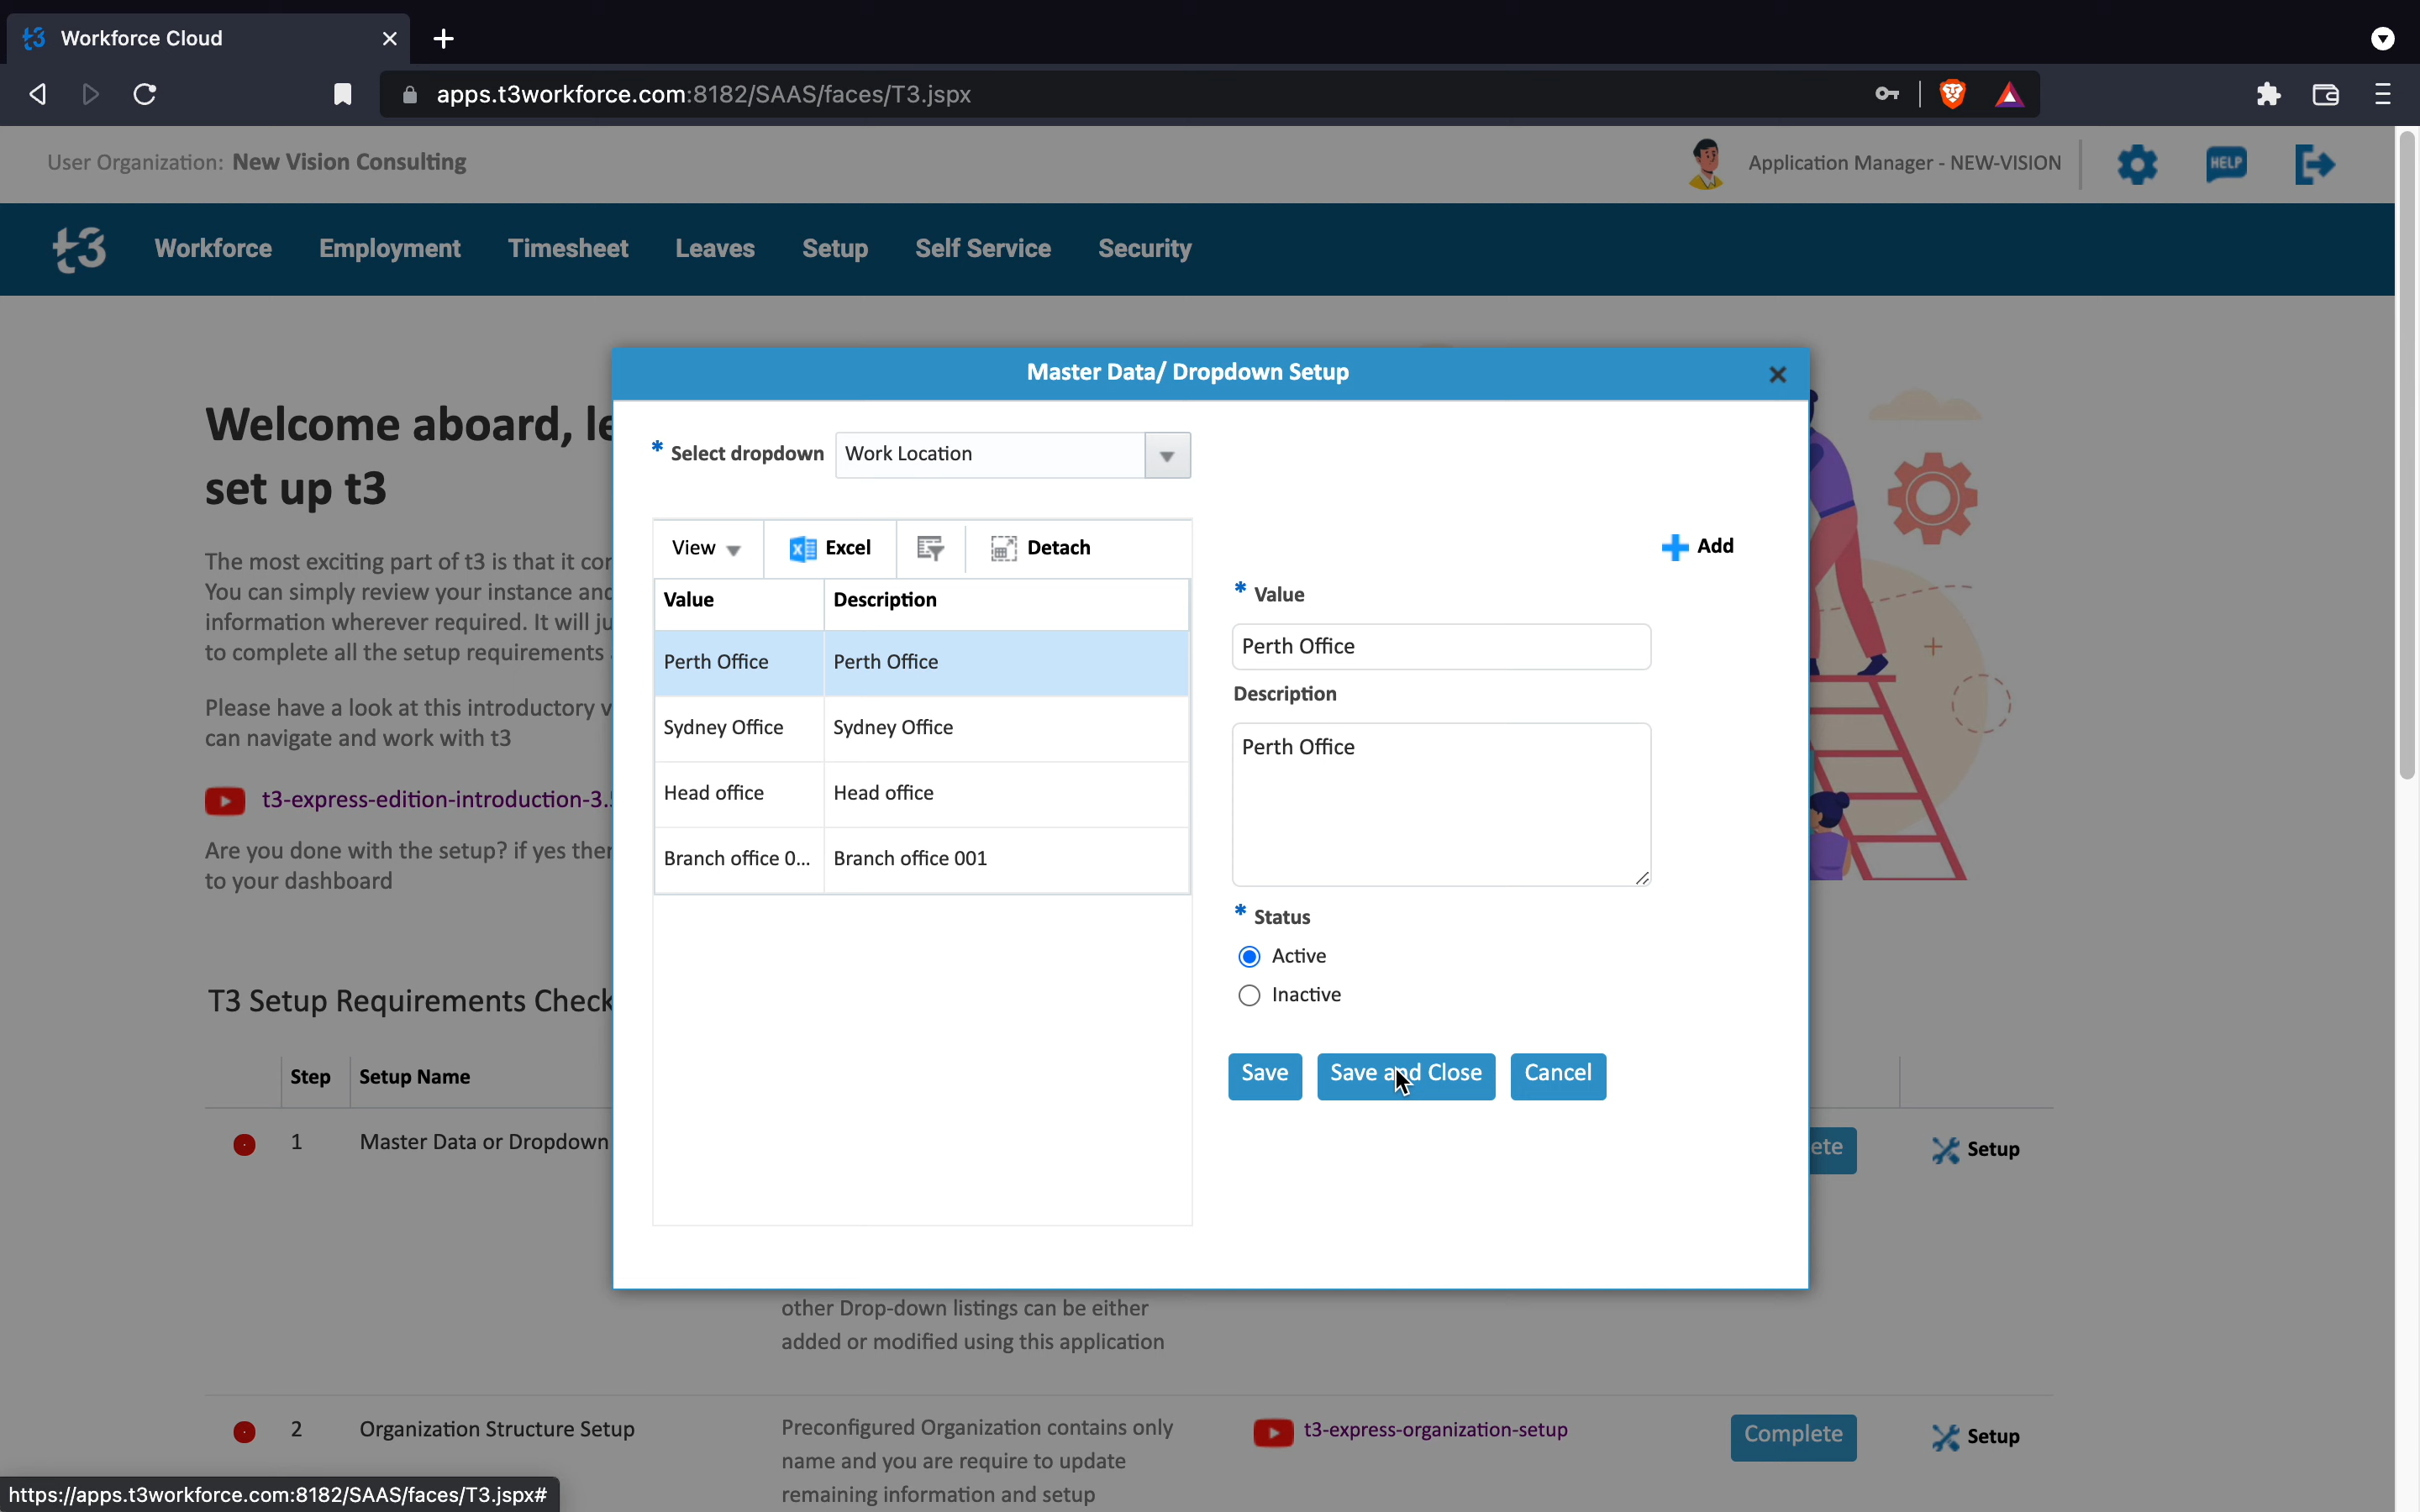 Workforce Cloud
apps.t3workforce.com:8182/SAAS/faces/T3.jspx
User Organization: New Vision Consulting
Application Manager - NEW-VISION
HELP
t3 Workforce Employment Timesheet Leaves Setup Self Service Security
Master Data/ Dropdown Setup
Welcome aboard, le
set up t3
The most exciting part of t3 is that it cor
You can simply review your instance and
information wherever required. It will ju
to complete all the setup requirements
Please have a look at this introductory v
can navigate and work with t3
t3-express-edition-introduction-3.
Are you done with the setup? if yes ther
to your dashboard
* Select dropdown Work Location
View Excel Detach
Add
Value Description
Perth Office Perth Office
Sydney Office Sydney Office
Head office Head office
Branch office 0... Branch office 001
* Value
Perth Office
Description
Perth Office
* Status
Active
Inactive
Save Save and Close Cancel
T3 Setup Requirements Check
Step Setup Name
1 Master Data or Dropdown
ete Setup
other Drop-down listings can be either
added or modified using this application
2 Organization Structure Setup
Preconfigured Organization contains only
name and you are require to update
remaining information and setup
t3-express-organization-setup
Complete Setup
https://apps.t3workforce.com:8182/SAAS/faces/T3.jspx#